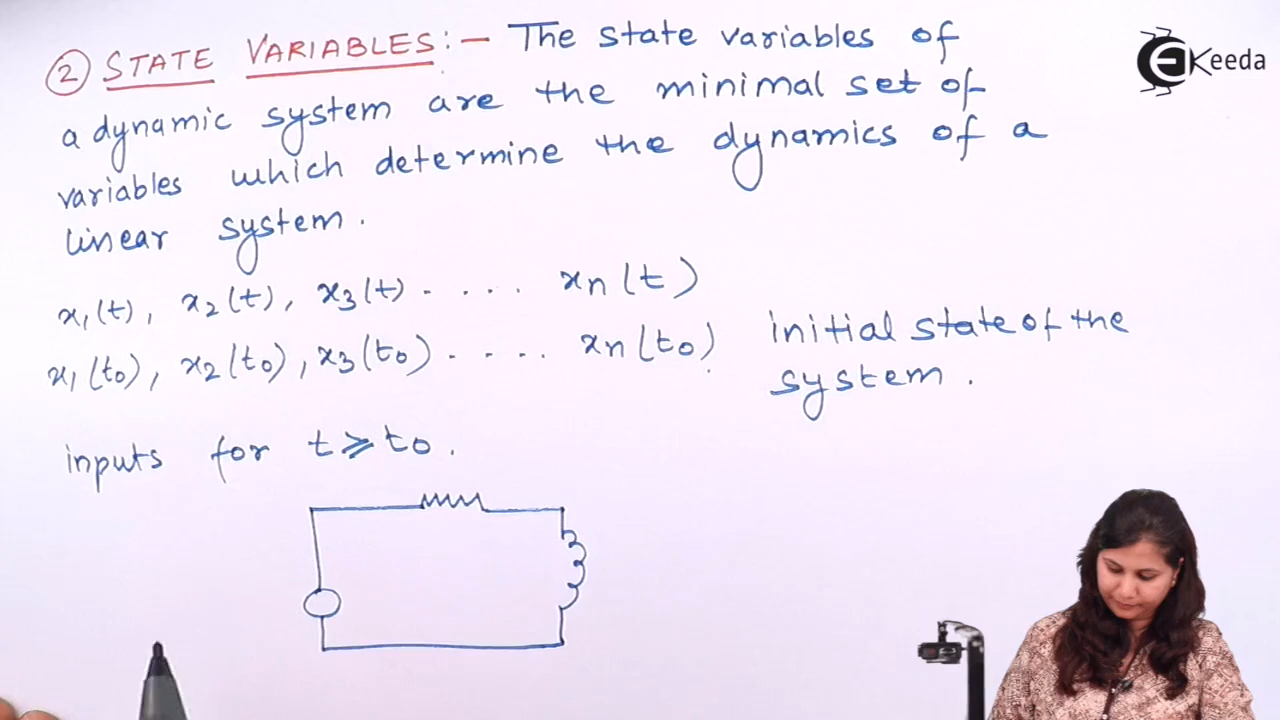 ② STATE VARIABLES :- The state variables of
a dynamic system are the minimal set of
variables which determine the dynamics of a
linear system.
x₁(t), x₂(t), x₃(t) ..... xn(t)
x₁(t₀), x₂(t₀), x₃(t₀) ..... xn(t₀) initial state of the
system.
inputs for t ⩾ t₀.
EKeeda